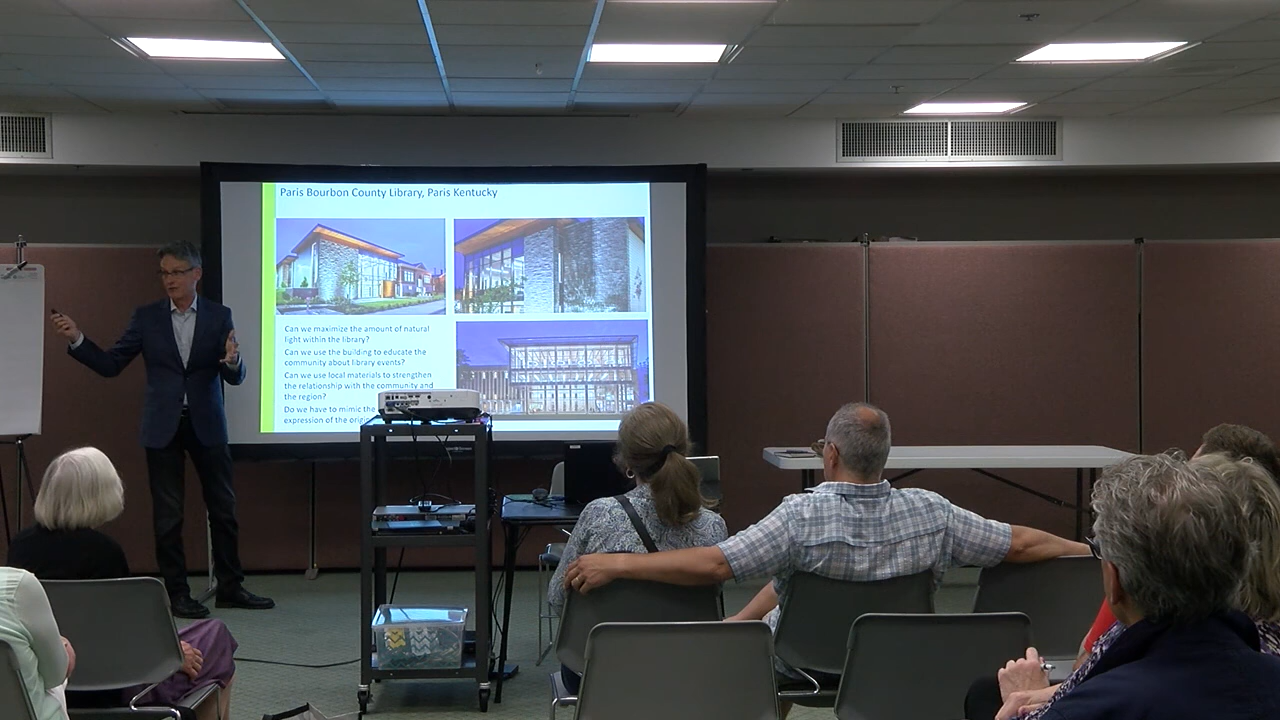 Paris Bourbon County Library, Paris Kentucky
Can we maximize the amount of natural
light within the library?
Can we use the building to educate the
community about library events?
Can we use local materials to strengthen
the relationship with the community and
the region?
Do we have to mimic the
expression of the